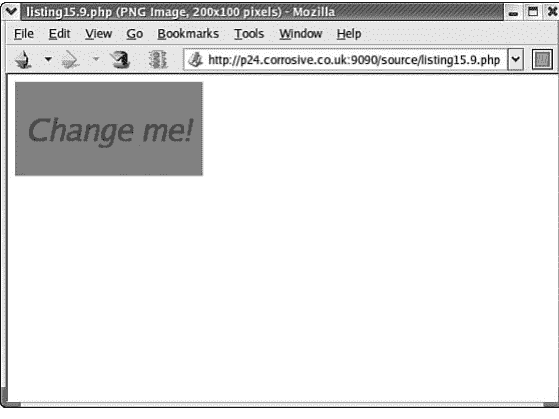 listing15.9.php (PNG Image, 200x100 pixels) - Mozilla
File Edit View Go Bookmarks Tools Window Help
http://p24.corrosive.co.uk:9090/source/listing15.9.php
Change me!